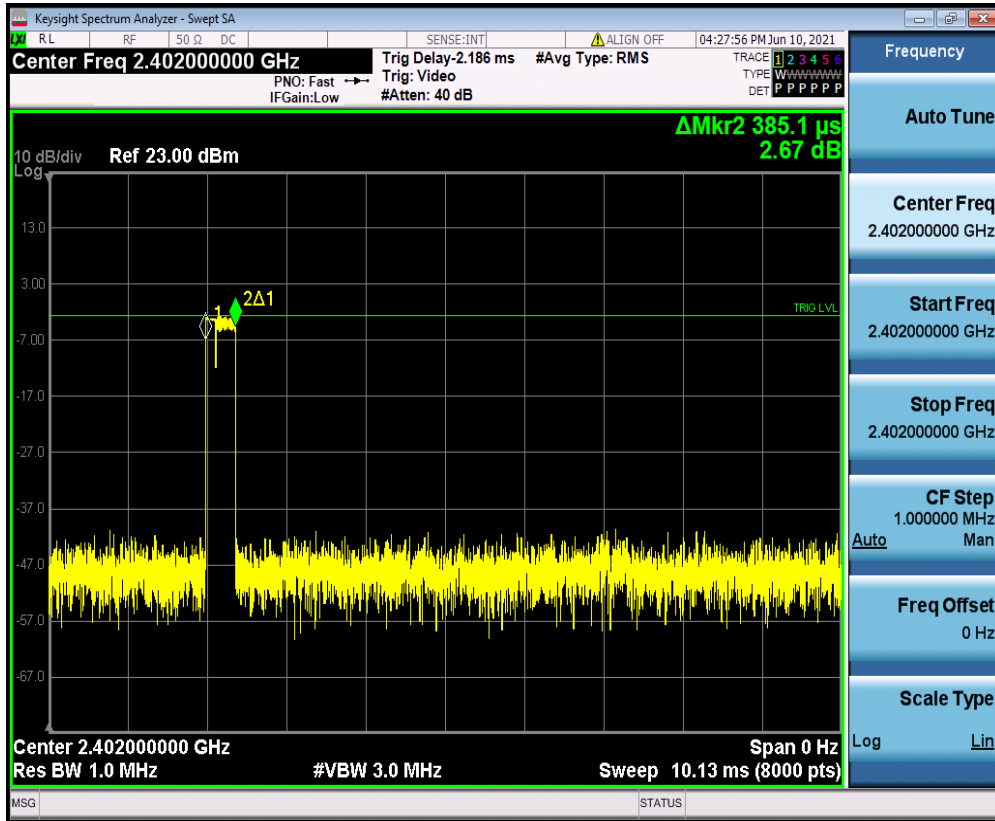 Keysight Spectrum Analyzer - Swept SA
LXI RL RF 50 Ω DC SENSE:INT ALIGN OFF 04:27:56 PM Jun 10, 2021
Center Freq 2.402000000 GHz
PNO: Fast
IFGain:Low
Trig Delay-2.186 ms
Trig: Video
#Atten: 40 dB
#Avg Type: RMS
TRACE 1 2 3 4 5 6
TYPE WWWWWWW
DET P P P P P P
ΔMkr2 385.1 µs
2.67 dB
10 dB/div Ref 23.00 dBm
Log
13.0
3.00
-7.00
-17.0
-27.0
-37.0
-47.0
-57.0
-67.0
1
2Δ1
TRIG LVL
Center 2.402000000 GHz Span 0 Hz
Res BW 1.0 MHz #VBW 3.0 MHz Sweep 10.13 ms (8000 pts)
MSG STATUS
Frequency
Auto Tune
Center Freq
2.402000000 GHz
Start Freq
2.402000000 GHz
Stop Freq
2.402000000 GHz
CF Step
1.000000 MHz
Auto Man
Freq Offset
0 Hz
Scale Type
Log Lin